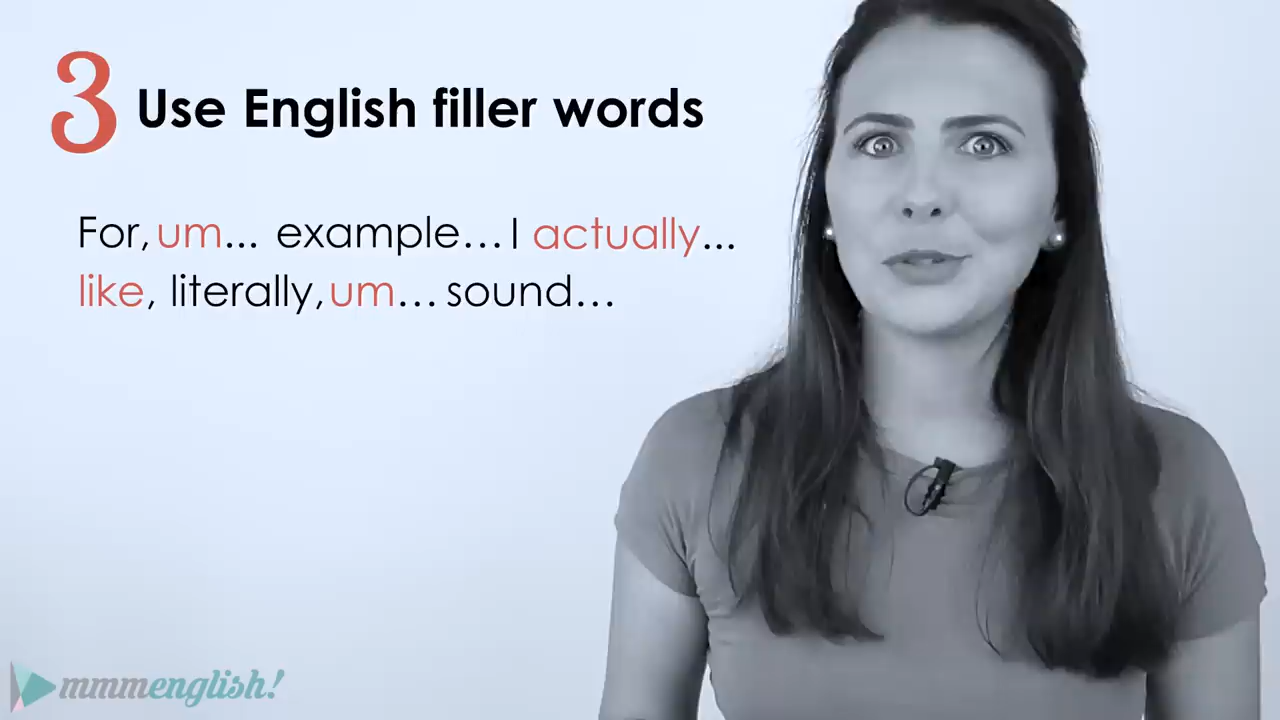 3 Use English filler words
For, um... example... I actually...
like, literally, um... sound...
mmmenglish!